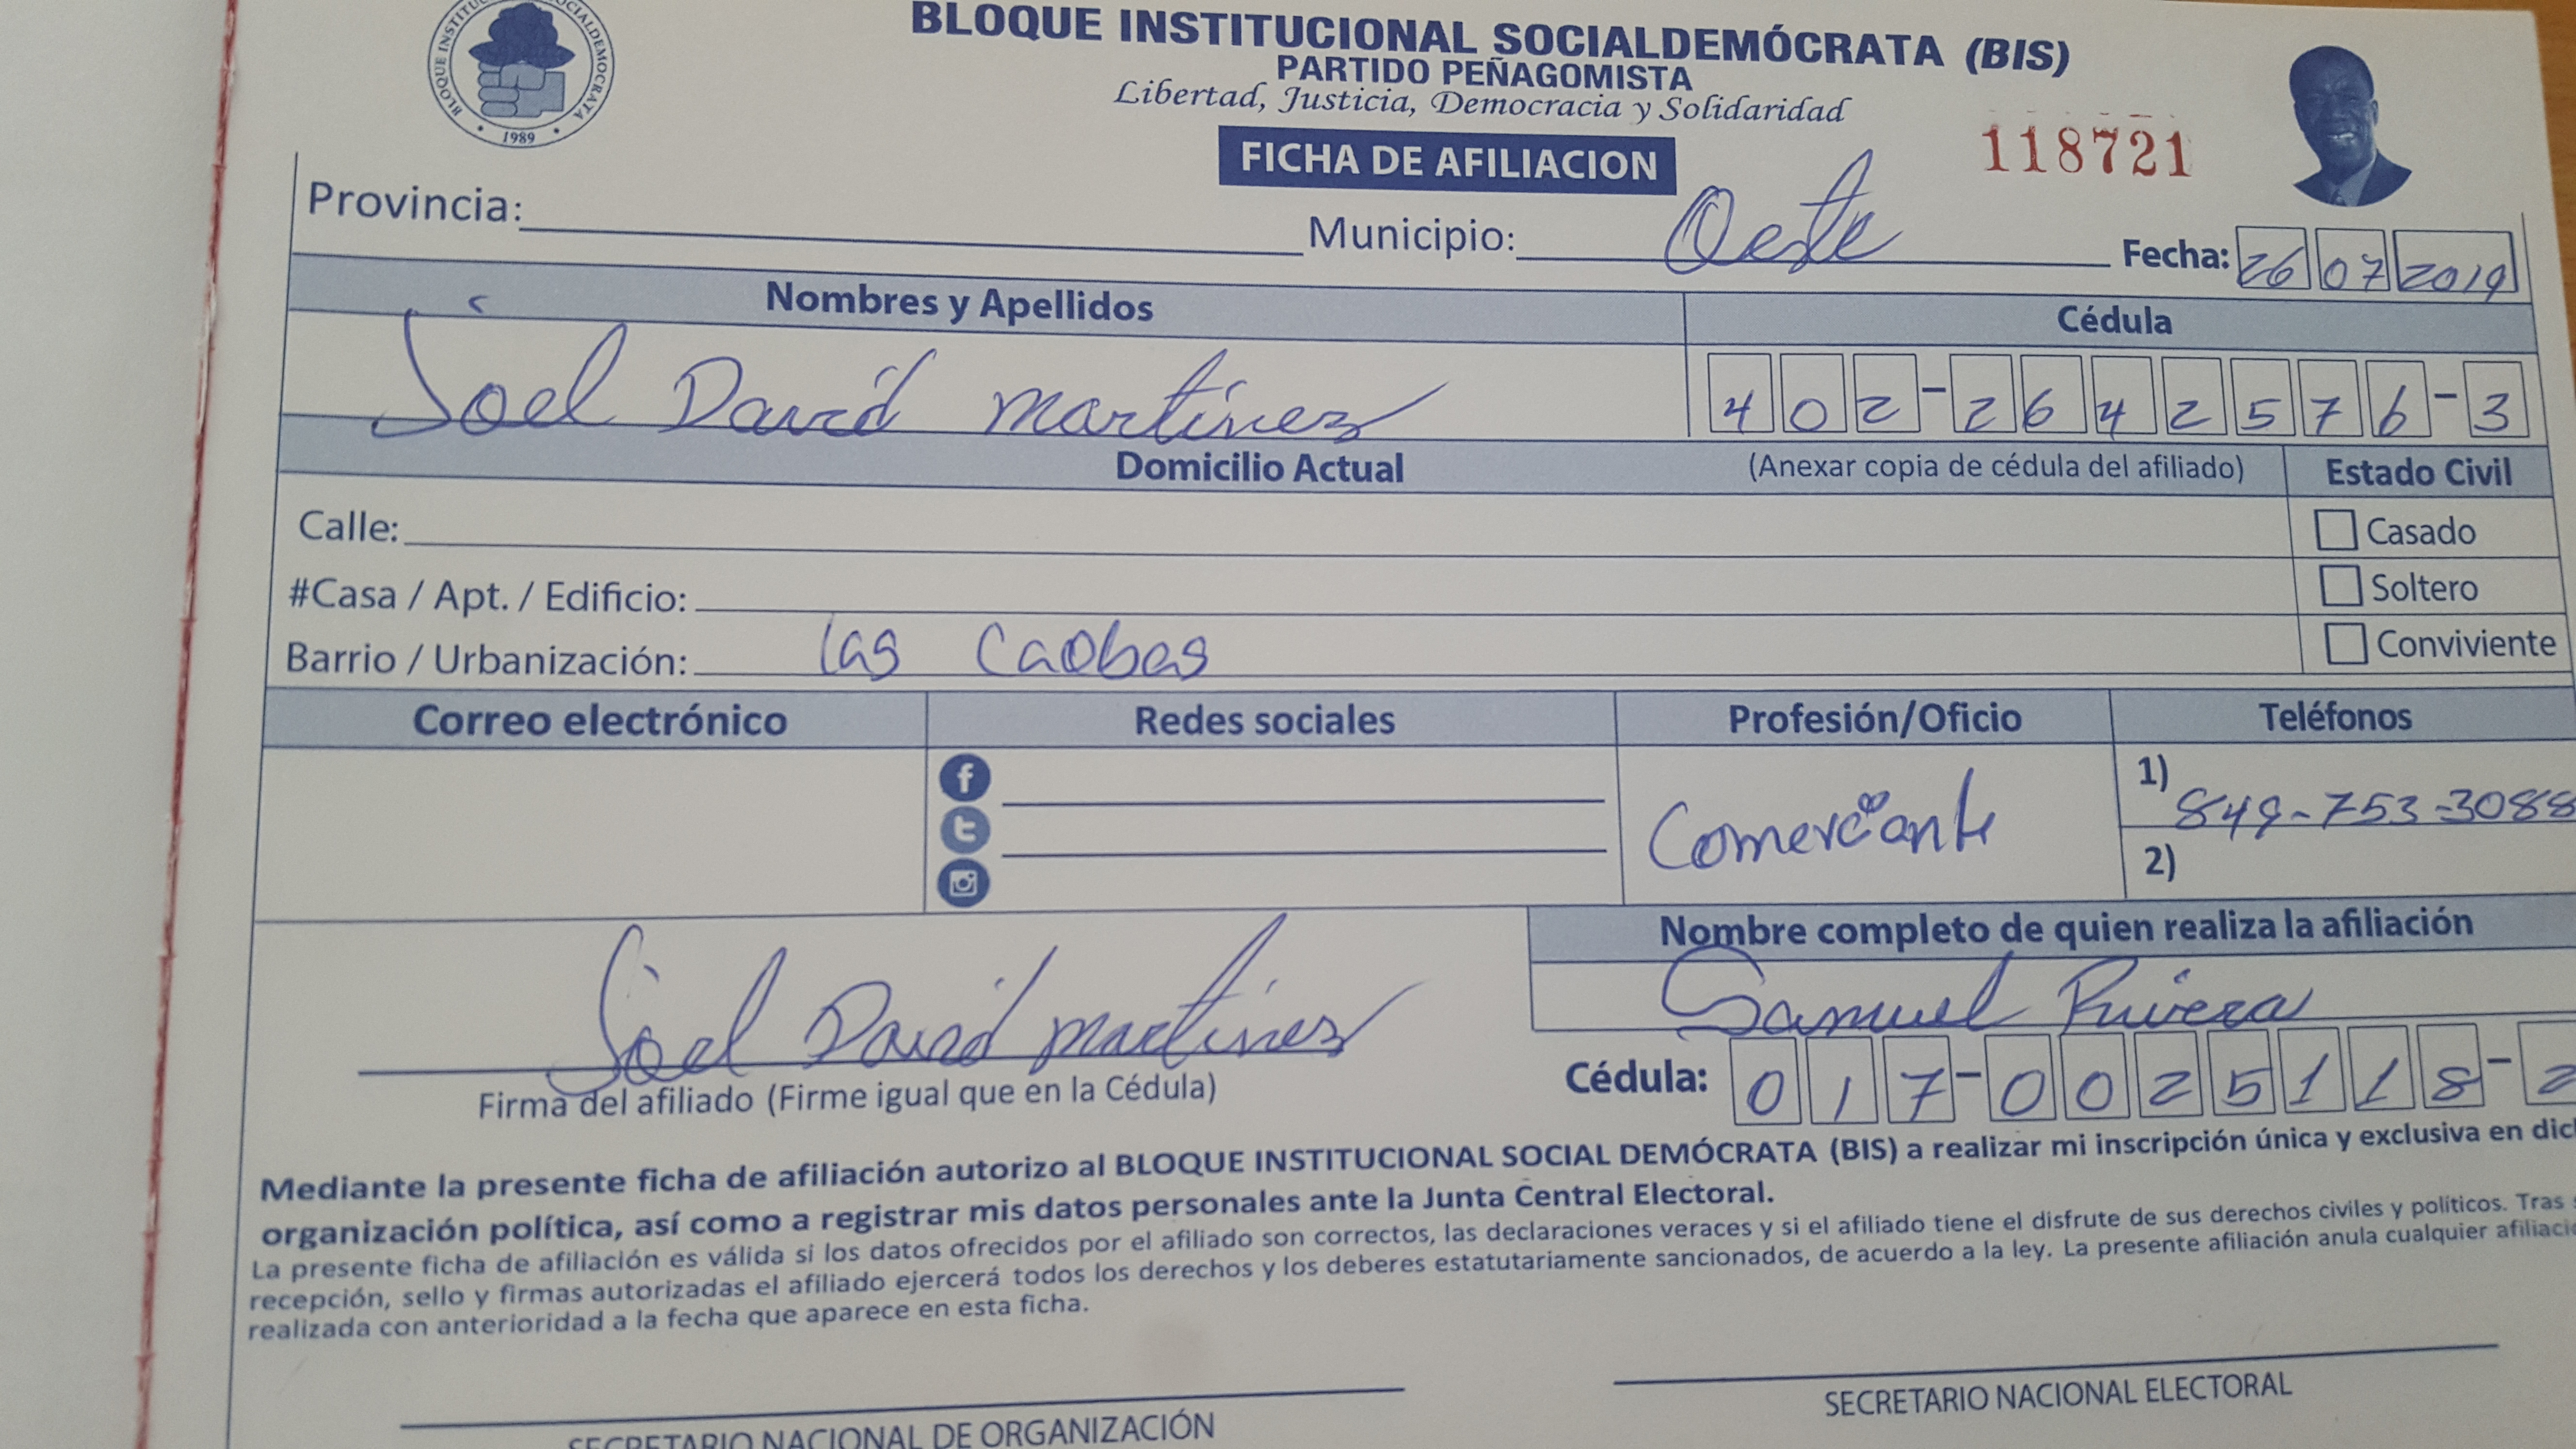 BLOQUE INSTITUCIONAL SOCIALDEMÓCRATA (BIS)
PARTIDO PEÑAGOMISTA
Libertad, Justicia, Democracia y Solidaridad
1989
FICHA DE AFILIACION
118721
Provincia: Municipio: Oeste Fecha: 26 07 2019
Nombres y Apellidos Cédula
Joel David martinez 402-2642576-3
Domicilio Actual (Anexar copia de cédula del afiliado) Estado Civil
Calle: Casado
#Casa / Apt. / Edificio: Soltero
Barrio / Urbanización: las caobas Conviviente
Correo electrónico Redes sociales Profesión/Oficio Teléfonos
Comerciante
1) 849-753-3088
2)
Nombre completo de quien realiza la afiliación
Samuel Rivera
Joel David martinez
Firma del afiliado (Firme igual que en la Cédula)
Cédula: 017-0025118-2
Mediante la presente ficha de afiliación autorizo al BLOQUE INSTITUCIONAL SOCIAL DEMÓCRATA (BIS) a realizar mi inscripción única y exclusiva en
organización política, así como a registrar mis datos personales ante la Junta Central Electoral.
La presente ficha de afiliación es válida si los datos ofrecidos por el afiliado son correctos, las declaraciones veraces y si el afiliado tiene el disfrute de sus derechos civiles y políticos. Tras
recepción, sello y firmas autorizadas el afiliado ejercerá todos los derechos y los deberes estatutariamente sancionados, de acuerdo a la ley. La presente afiliación anula cualquier
realizada con anterioridad a la fecha que aparece en esta ficha.
SECRETARIO NACIONAL DE ORGANIZACIÓN
SECRETARIO NACIONAL ELECTORAL